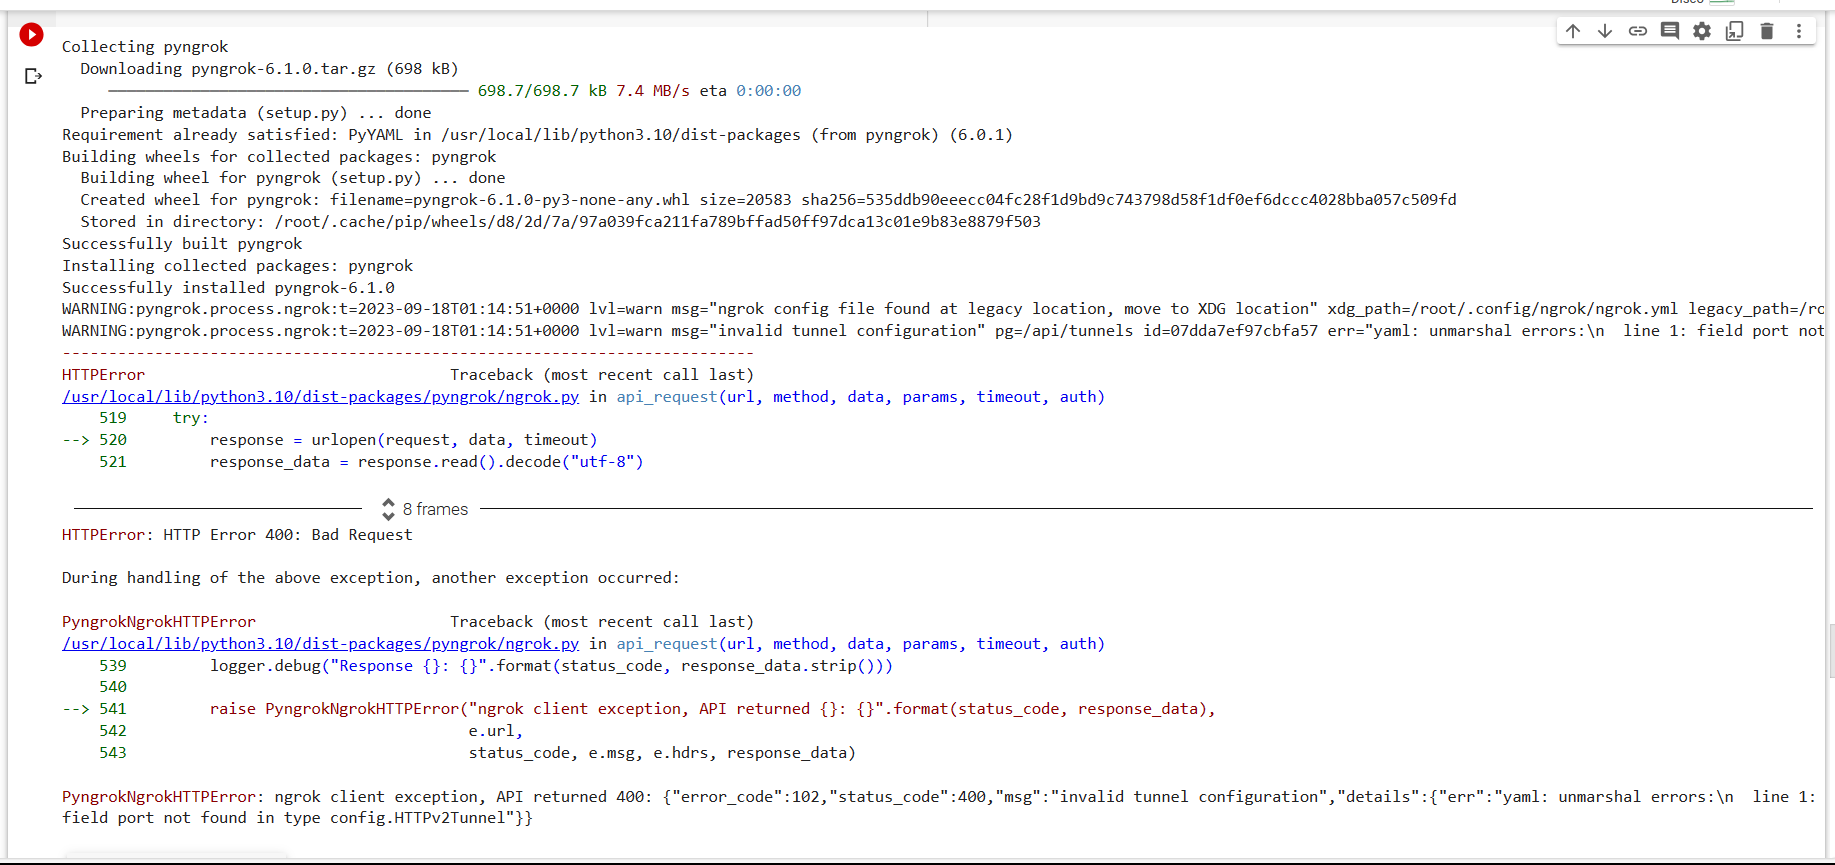 Collecting pyngrok
Downloading pyngrok-6.1.0.tar.gz (698 kB)
698.7/698.7 kB 7.4 MB/s eta 0:00:00
Preparing metadata (setup.py) ... done
Requirement already satisfied: PyYAML in /usr/local/lib/python3.10/dist-packages (from pyngrok) (6.0.1)
Building wheels for collected packages: pyngrok
Building wheel for pyngrok (setup.py) ... done
Created wheel for pyngrok: filename=pyngrok-6.1.0-py3-none-any.whl size=20583 sha256=535ddb90eeecc04fc28f1d9bd9c743798d58f1df0ef6dccc4028bba057c509fd
Stored in directory: /root/.cache/pip/wheels/d8/2d/7a/97a039fca211fa789bffad50ff97dca13c01e9b83e8879f503
Successfully built pyngrok
Installing collected packages: pyngrok
Successfully installed pyngrok-6.1.0
WARNING:pyngrok.process.ngrok:t=2023-09-18T01:14:51+0000 lvl=warn msg="ngrok config file found at legacy location, move to XDG location" xdg_path=/root/.config/ngrok/ngrok.yml legacy_path=/ro
WARNING:pyngrok.process.ngrok:t=2023-09-18T01:14:51+0000 lvl=warn msg="invalid tunnel configuration" pg=/api/tunnels id=07dda7ef97cbfa57 err="yaml: unmarshal errors:\n  line 1: field port not
---------------------------------------------------------------------------
HTTPError Traceback (most recent call last)
/usr/local/lib/python3.10/dist-packages/pyngrok/ngrok.py in api_request(url, method, data, params, timeout, auth)
519 try:
--> 520 response = urlopen(request, data, timeout)
521 response_data = response.read().decode("utf-8")
8 frames
HTTPError: HTTP Error 400: Bad Request
During handling of the above exception, another exception occurred:
PyngrokNgrokHTTPError Traceback (most recent call last)
/usr/local/lib/python3.10/dist-packages/pyngrok/ngrok.py in api_request(url, method, data, params, timeout, auth)
539 logger.debug("Response {}: {}".format(status_code, response_data.strip()))
540
--> 541 raise PyngrokNgrokHTTPError("ngrok client exception, API returned {}: {}".format(status_code, response_data),
542 e.url,
543 status_code, e.msg, e.hdrs, response_data)
PyngrokNgrokHTTPError: ngrok client exception, API returned 400: {"error_code":102,"status_code":400,"msg":"invalid tunnel configuration","details":{"err":"yaml: unmarshal errors:\n  line 1:
field port not found in type config.HTTPv2Tunnel"}}